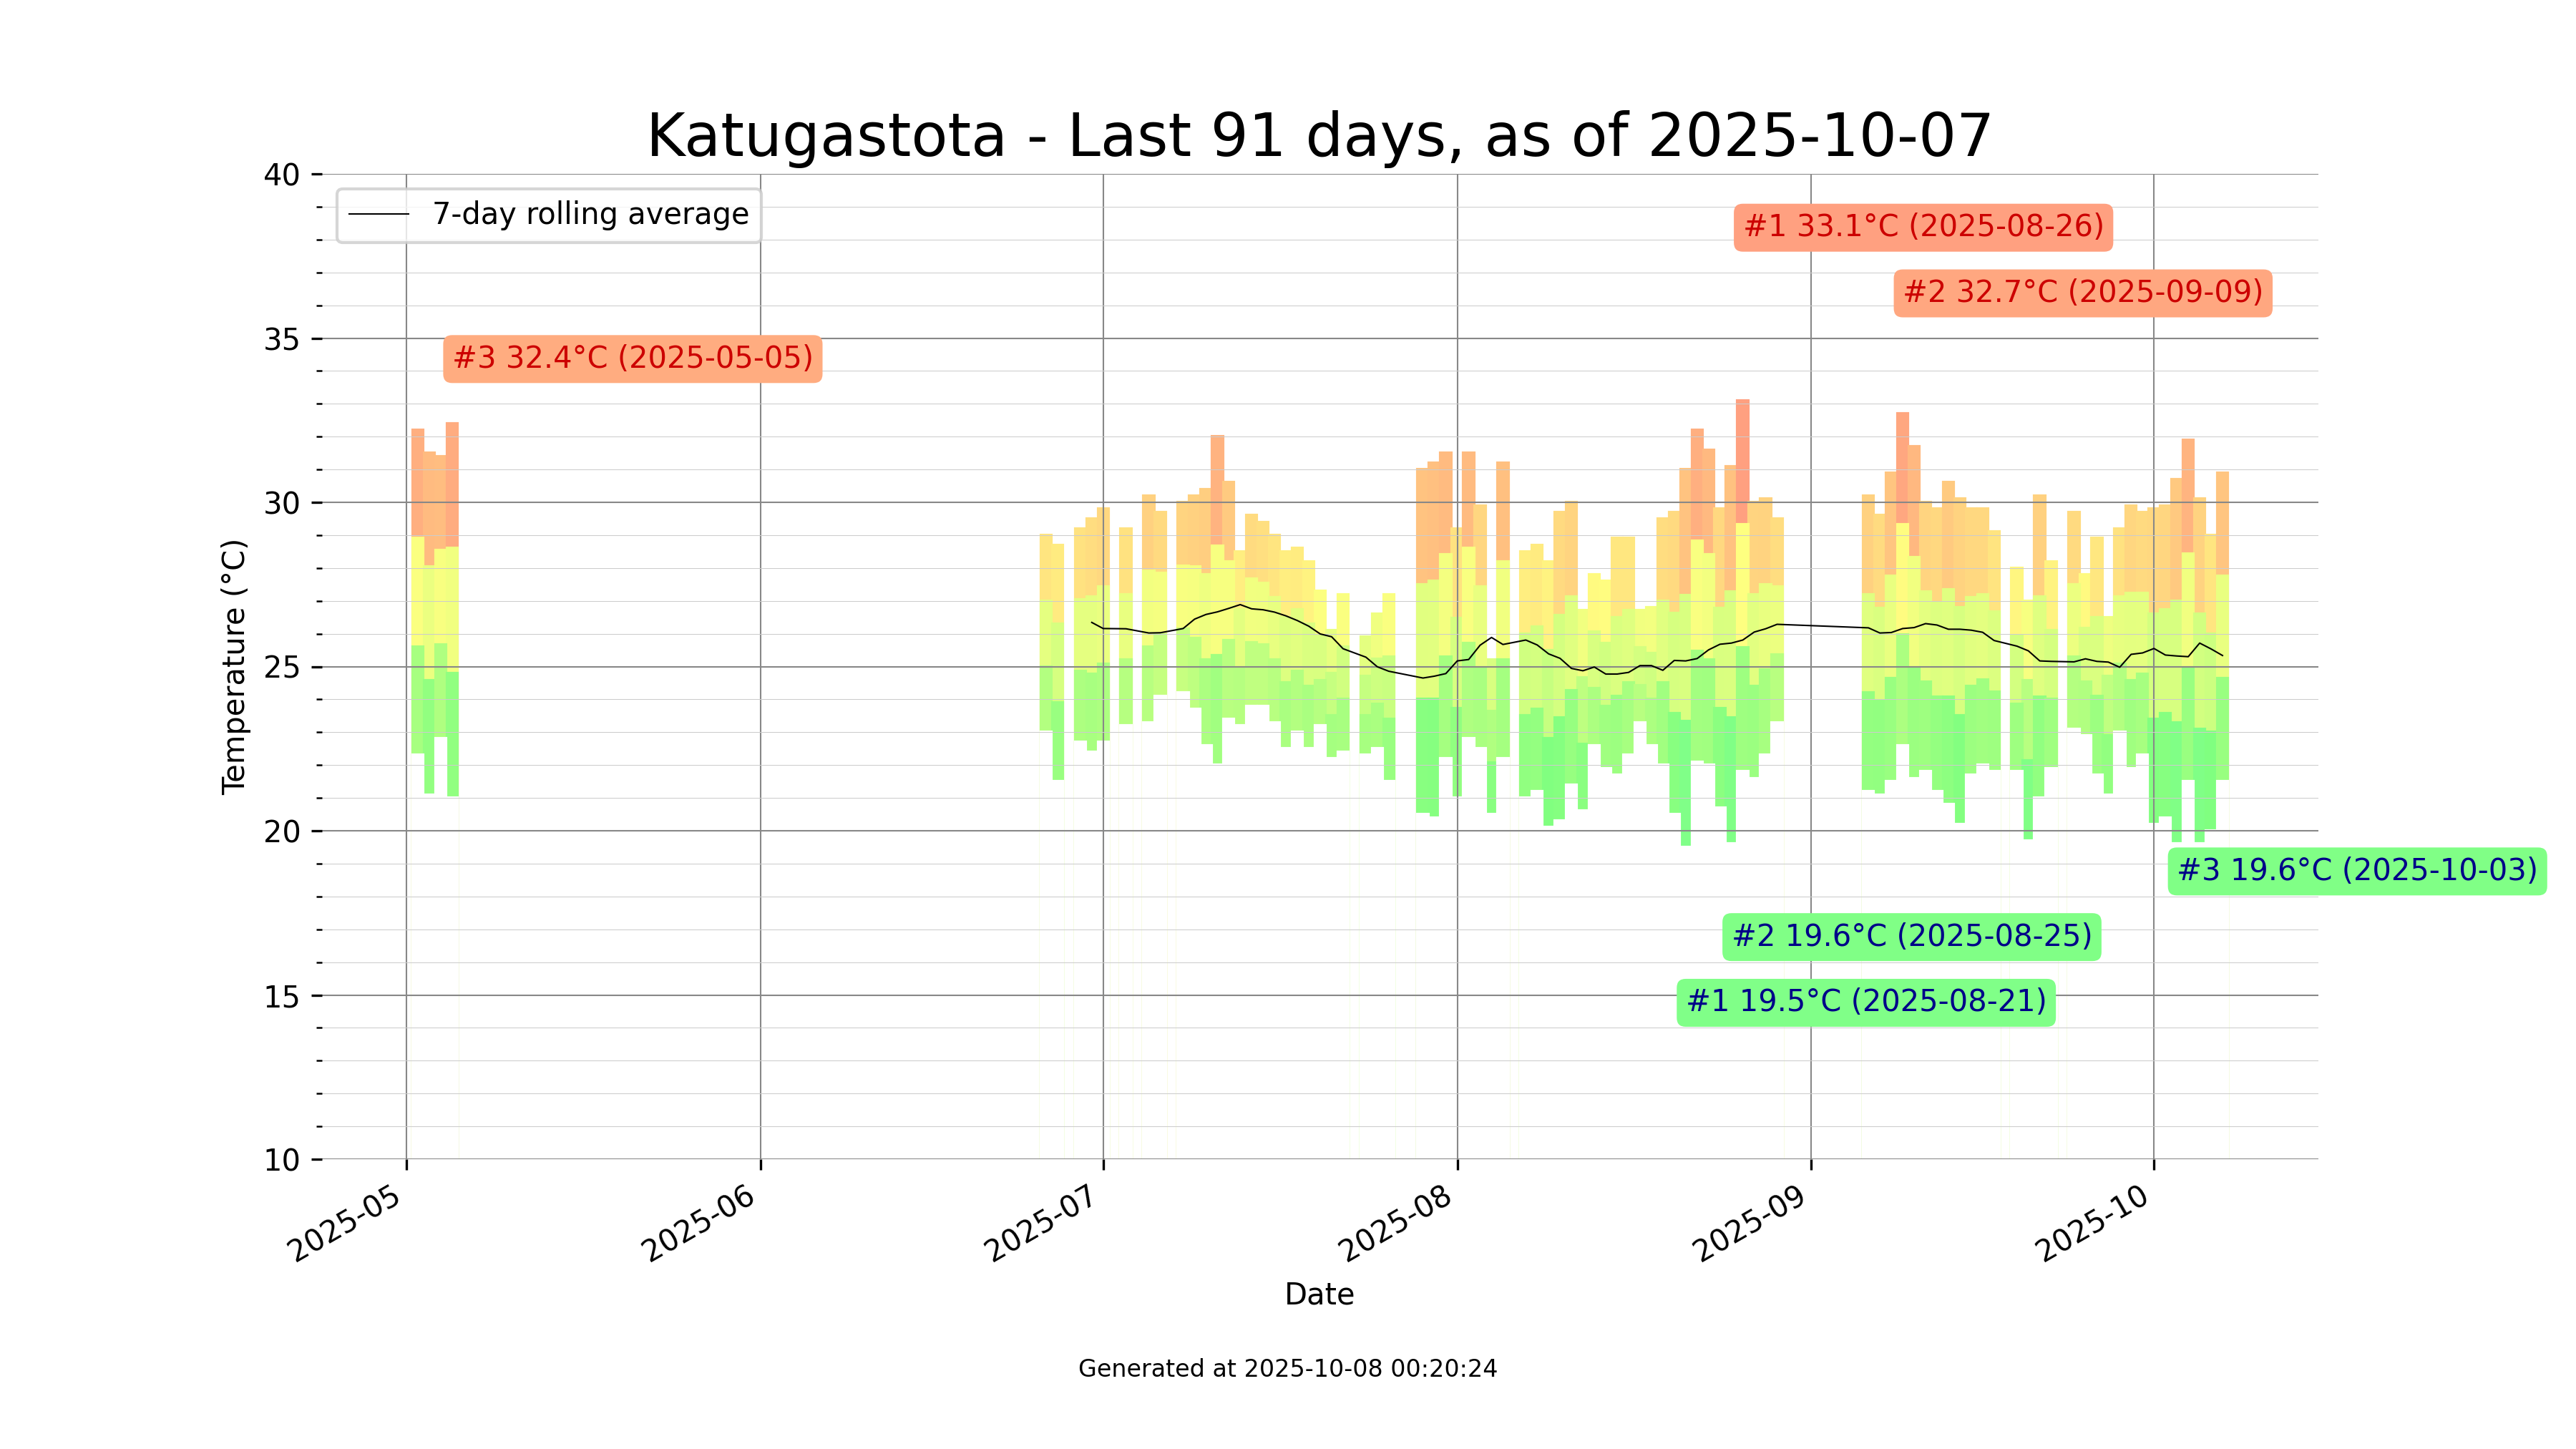 Katugastota - Last 91 days, as of 2025-10-07
40
7-day rolling average
#1 33.1°C (2025-08-26)
#2 32.7°C (2025-09-09)
35
#3 32.4°C (2025-05-05)
30
Temperature (°C)
25
20
#3 19.6°C (2025-10-03)
#2 19.6°C (2025-08-25)
15
#1 19.5°C (2025-08-21)
10
2025-05
2025-06
2025-07
2025-08
2025-09
2025-10
Date
Generated at 2025-10-08 00:20:24